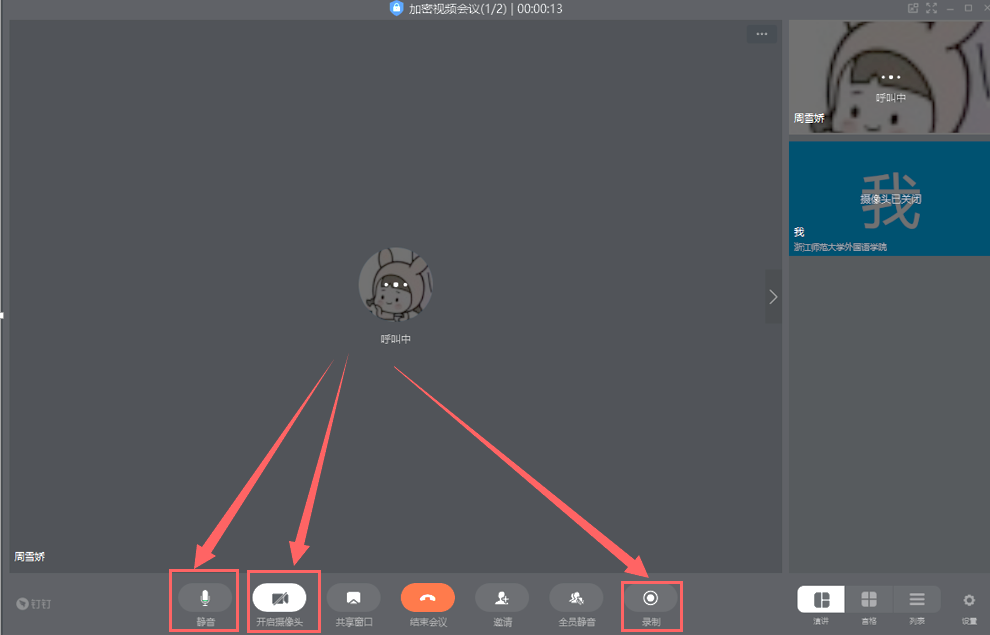 加密视频会议(1/2) | 00:00:13
呼叫中
周雪娇
我
摄像头已关闭
我
浙江师范大学外国语学院
呼叫中
周雪娇
钉钉
静音
开启摄像头
共享窗口
结束会议
邀请
全员静音
录制
演讲
宫格
列表
设置